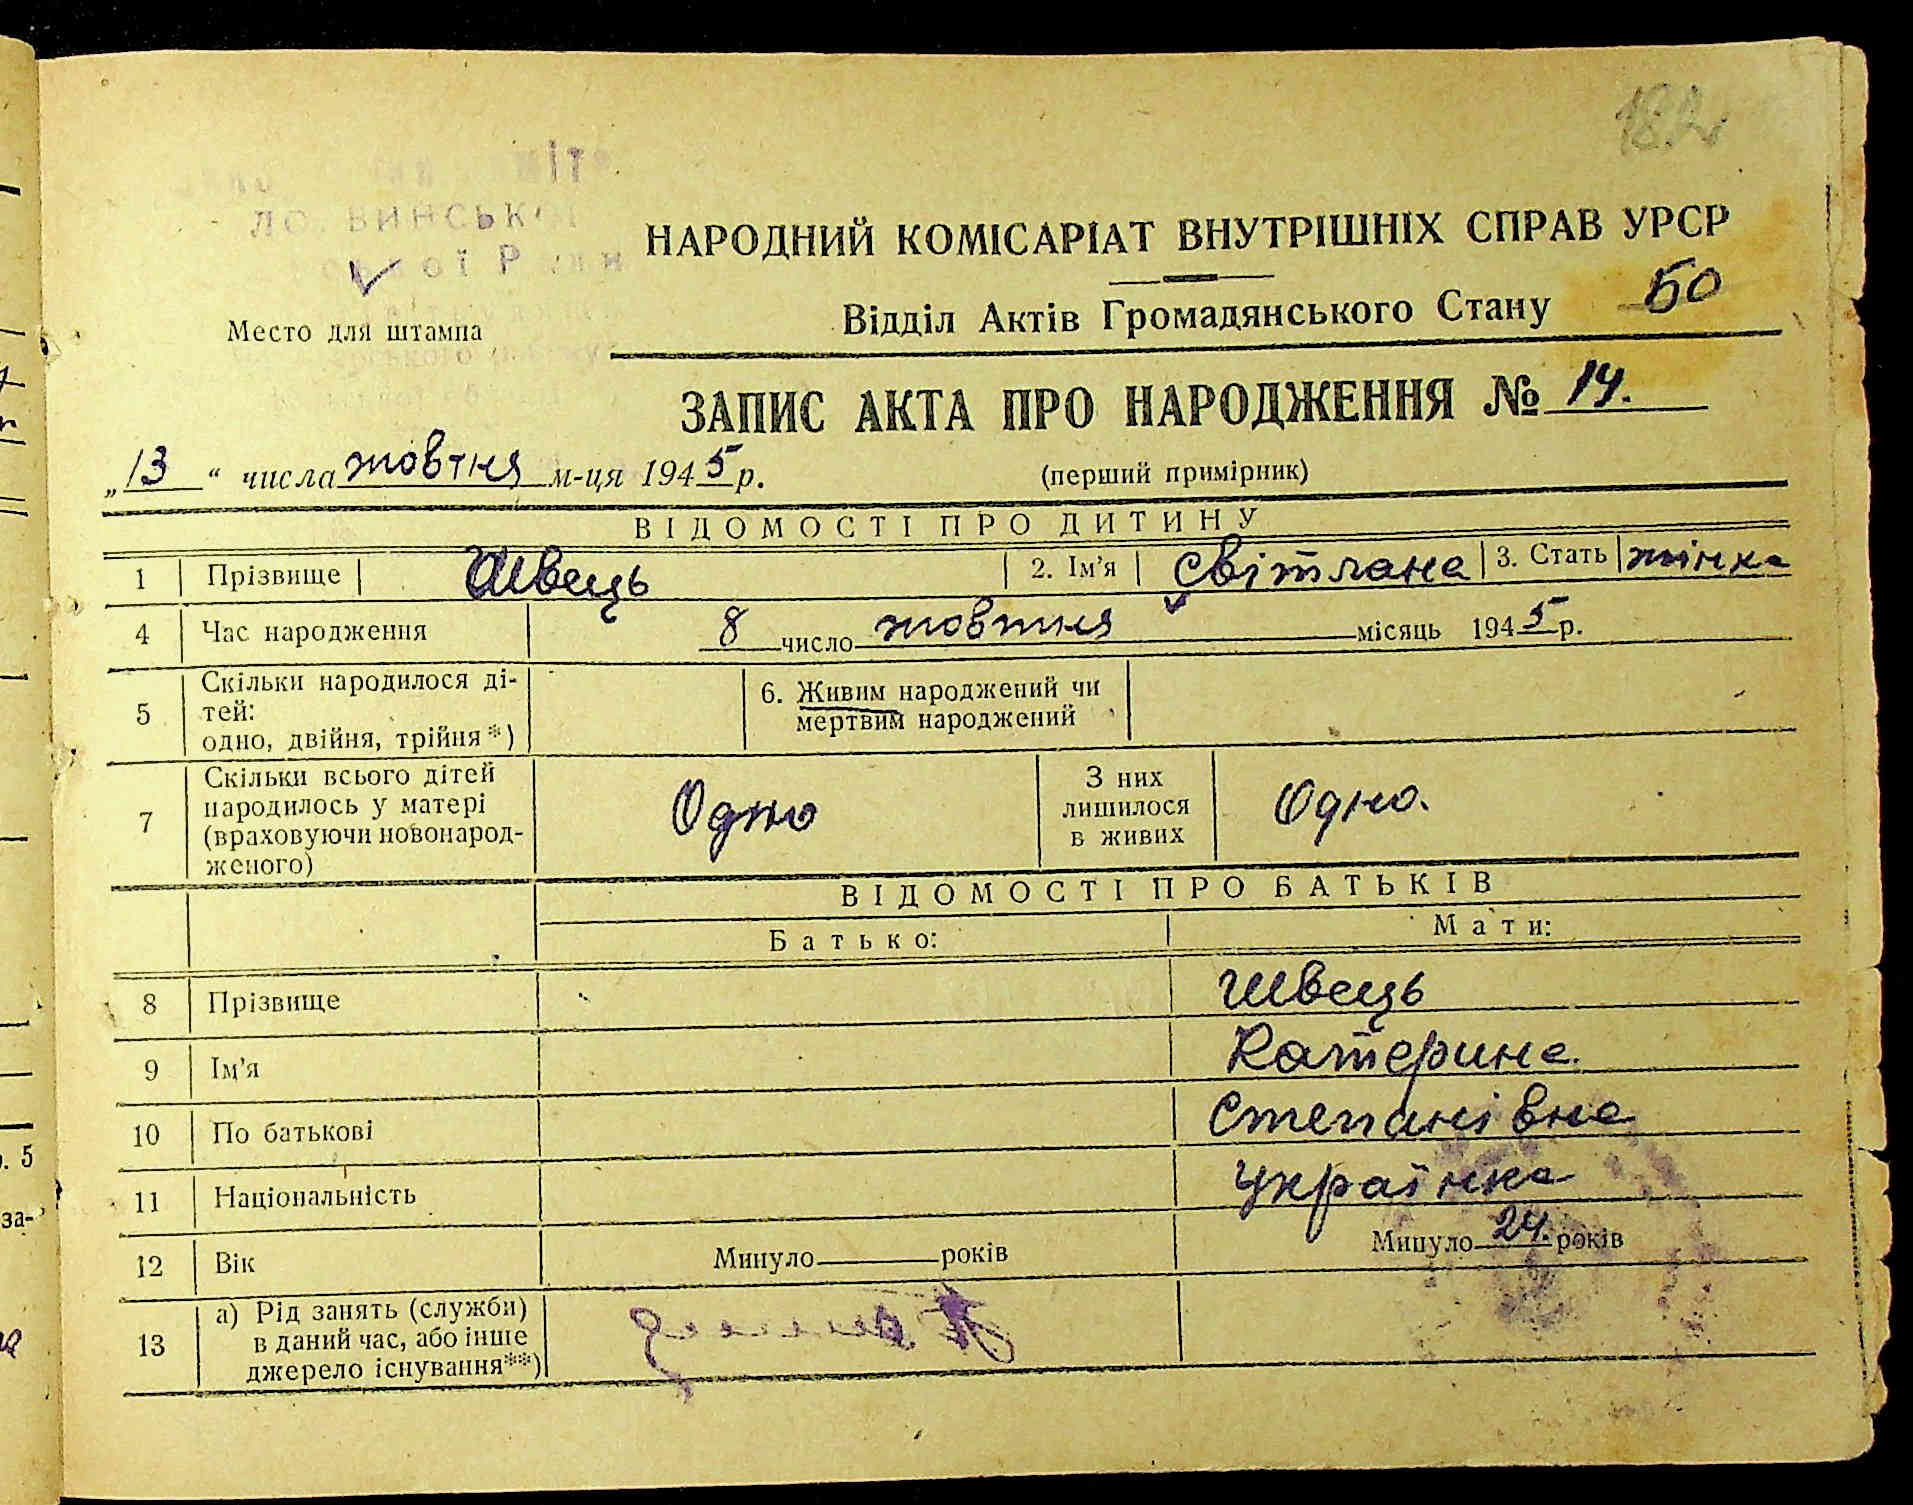 НАРОДНИЙ КОМІСАРІАТ ВНУТРІШНІХ СПРАВ УРСР
Відділ Актів Громадянського Стану 50
Место для штампа
ЗАПИС АКТА ПРО НАРОДЖЕННЯ № 14.
„13“ числа жовтня м-ця 1945 р. (перший примірник)
ВІДОМОСТІ ПРО ДИТИНУ
1 Прізвище Швець 2. Ім'я Світлана 3. Стать жінка
4 Час народження 8 число жовтня місяць 1945 р.
5 Скільки народилося ді-
тей:
одно, двійня, трійня*)
6. Живим народжений чи
мертвим народжений
7 Скільки всього дітей
народилось у матері
(враховуючи новонарод-
женого)
Одно
З них
лишилося
в живих
Одно.
ВІДОМОСТІ ПРО БАТЬКІВ
Батько: Мати:
8 Прізвище Швець
9 Ім'я Катерина.
10 По батькові Степанівна
11 Національність Українка
12 Вік Минуло років Минуло 24. років
13 а) Рід занять (служби)
в даний час, або інше
джерело існування**)